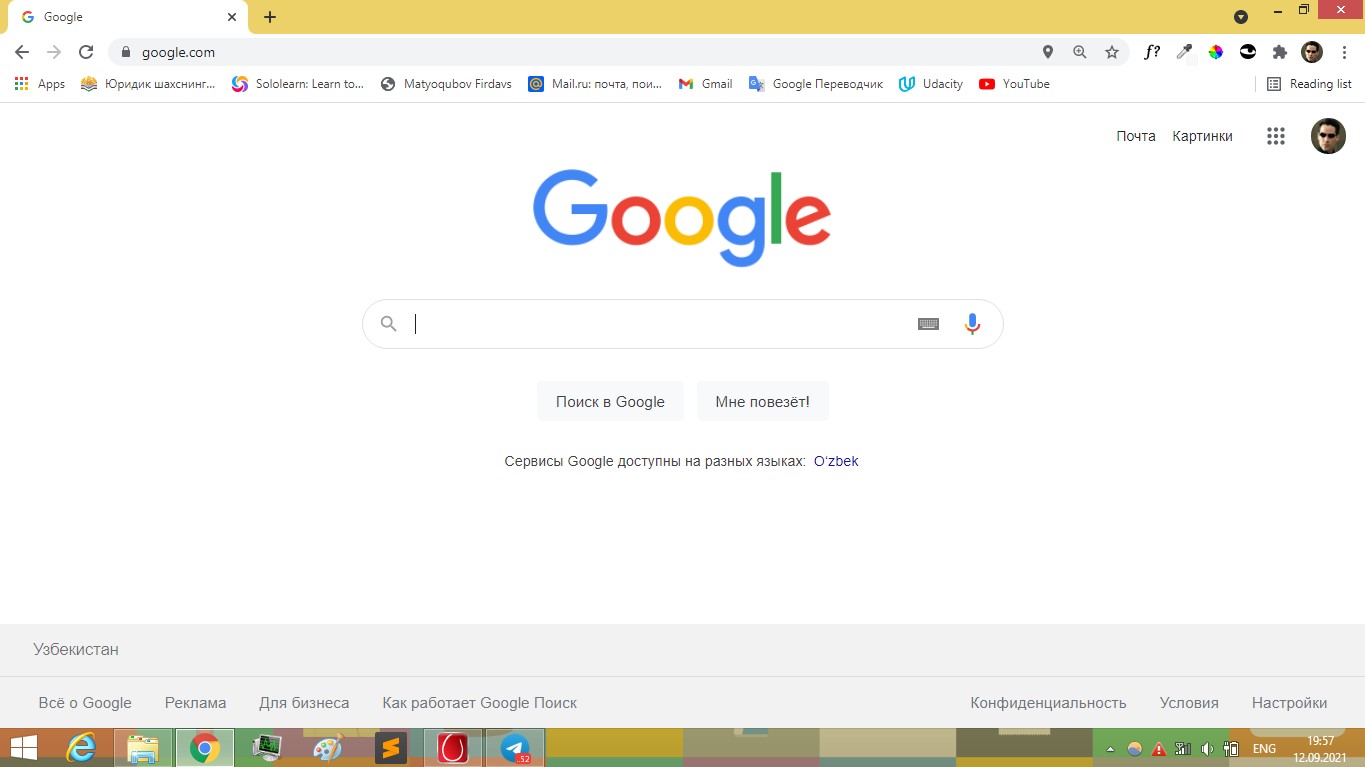 Google
google.com
f?
Apps Юридик шахснинг... Sololearn: Learn to... Matyoqubov Firdavs Mail.ru: почта, пои... Gmail Google Переводчик Udacity YouTube Reading list
Почта Картинки
Google
Поиск в Google Мне повезёт!
Сервисы Google доступны на разных языках: O'zbek
Узбекистан
Всё о Google Реклама Для бизнеса Как работает Google Поиск Конфиденциальность Условия Настройки
..52 ENG 19:57
12.09.2021